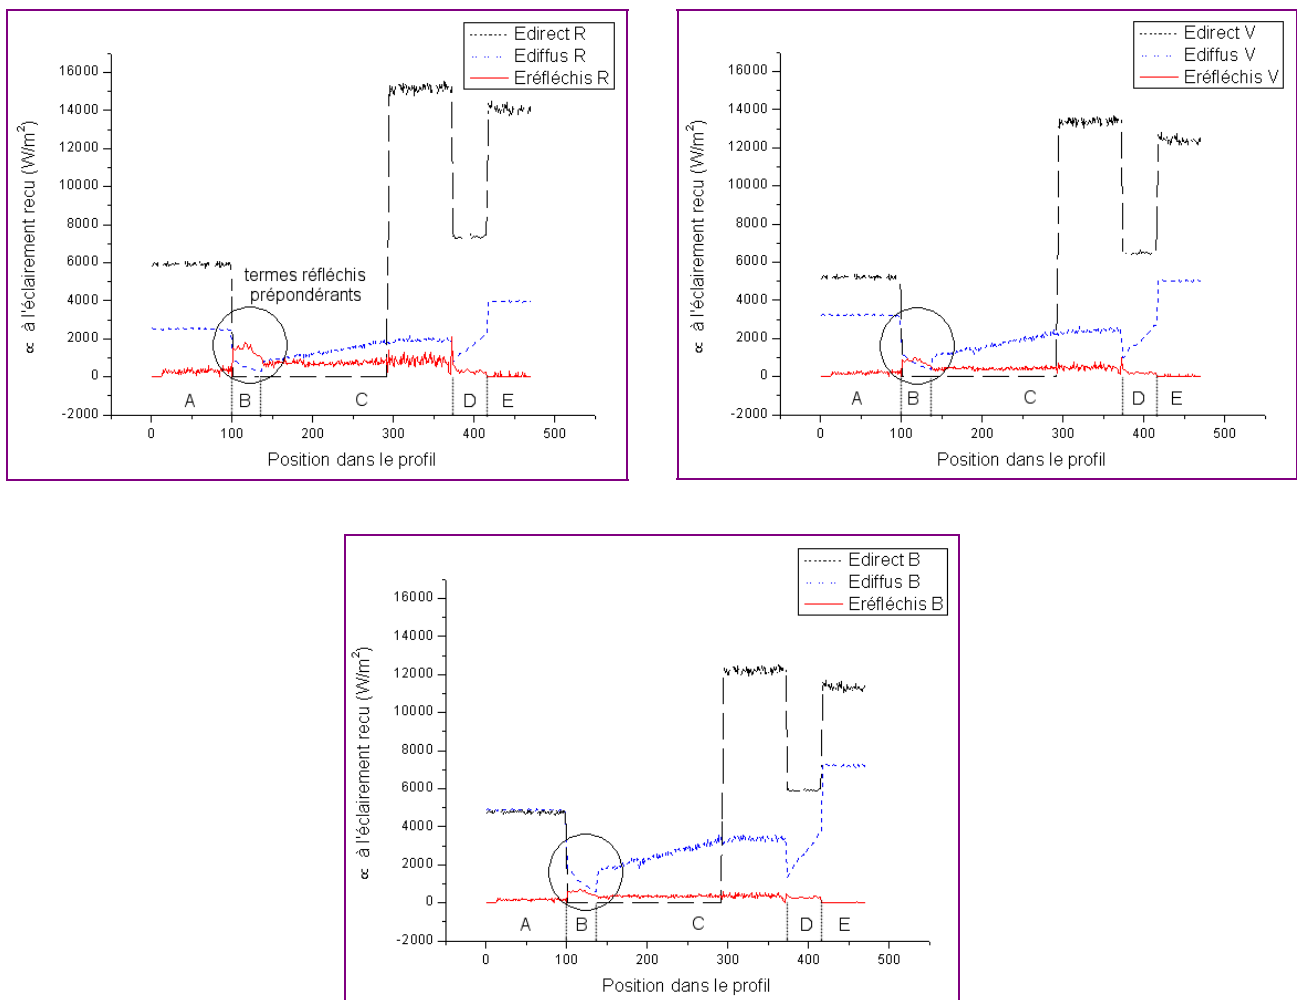 Edirect R
Ediffus R
Eréfléchis R
16000
14000
12000
10000
8000
6000
4000
2000
0
-2000
∝ à l'éclairement recu (W/m²)
termes réfléchis
prépondérants
A B C D E
0 100 200 300 400 500
Position dans le profil
Edirect V
Ediffus V
Eréfléchis V
16000
14000
12000
10000
8000
6000
4000
2000
0
-2000
∝ à l'éclairement recu (W/m²)
A B C D E
0 100 200 300 400 500
Position dans le profil
Edirect B
Ediffus B
Eréfléchis B
16000
14000
12000
10000
8000
6000
4000
2000
0
-2000
∝ à l'éclairement recu (W/m²)
A B C D E
0 100 200 300 400 500
Position dans le profil